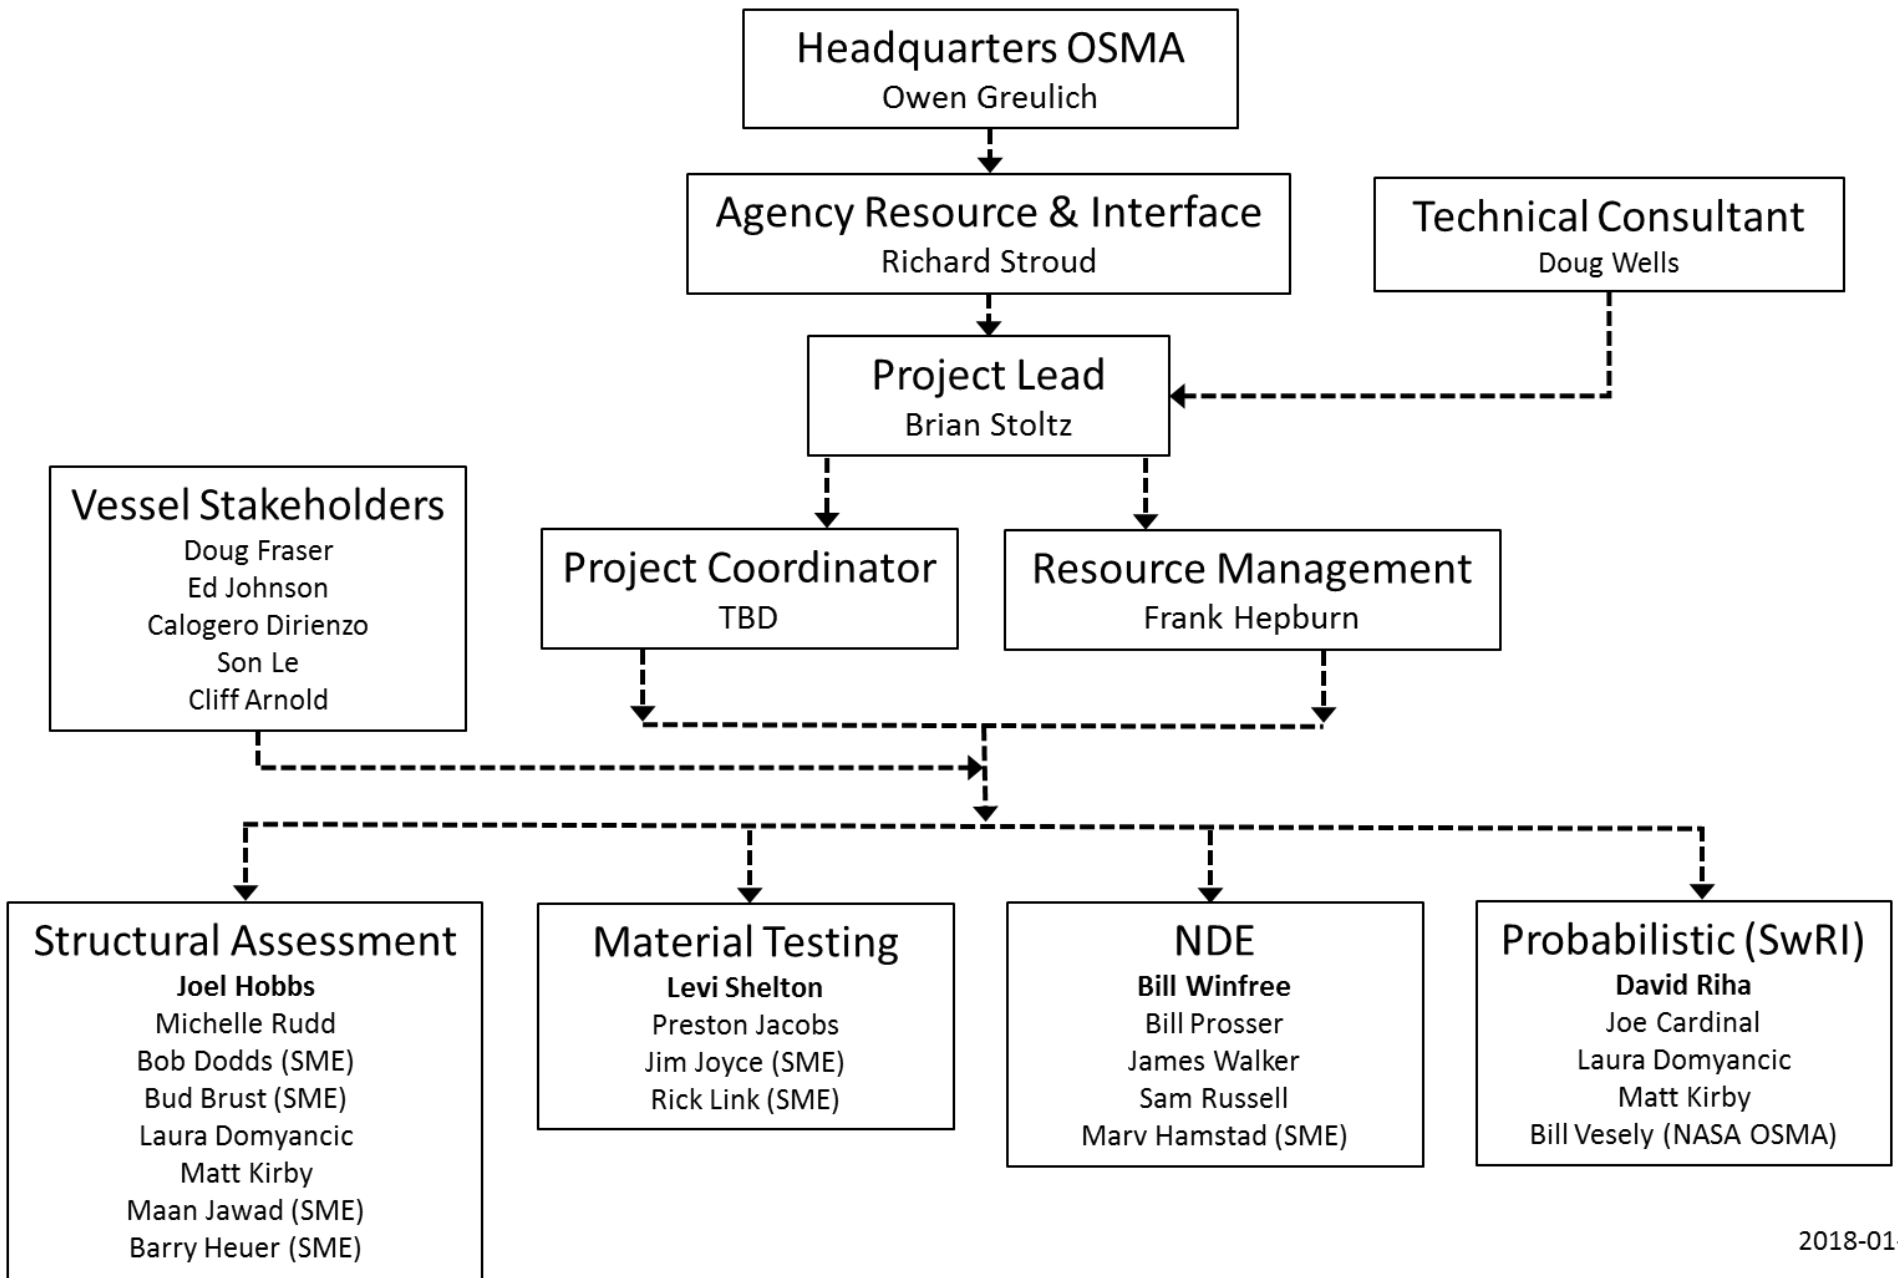 Headquarters OSMA
Owen Greulich
Agency Resource & Interface
Richard Stroud
Technical Consultant
Doug Wells
Project Lead
Brian Stoltz
Vessel Stakeholders
Doug Fraser
Ed Johnson
Calogero Dirienzo
Son Le
Cliff Arnold
Project Coordinator
TBD
Resource Management
Frank Hepburn
Structural Assessment
Joel Hobbs
Michelle Rudd
Bob Dodds (SME)
Bud Brust (SME)
Laura Domyancic
Matt Kirby
Maan Jawad (SME)
Barry Heuer (SME)
Material Testing
Levi Shelton
Preston Jacobs
Jim Joyce (SME)
Rick Link (SME)
NDE
Bill Winfree
Bill Prosser
James Walker
Sam Russell
Marv Hamstad (SME)
Probabilistic (SwRI)
David Riha
Joe Cardinal
Laura Domyancic
Matt Kirby
Bill Vesely (NASA OSMA)
2018-01-